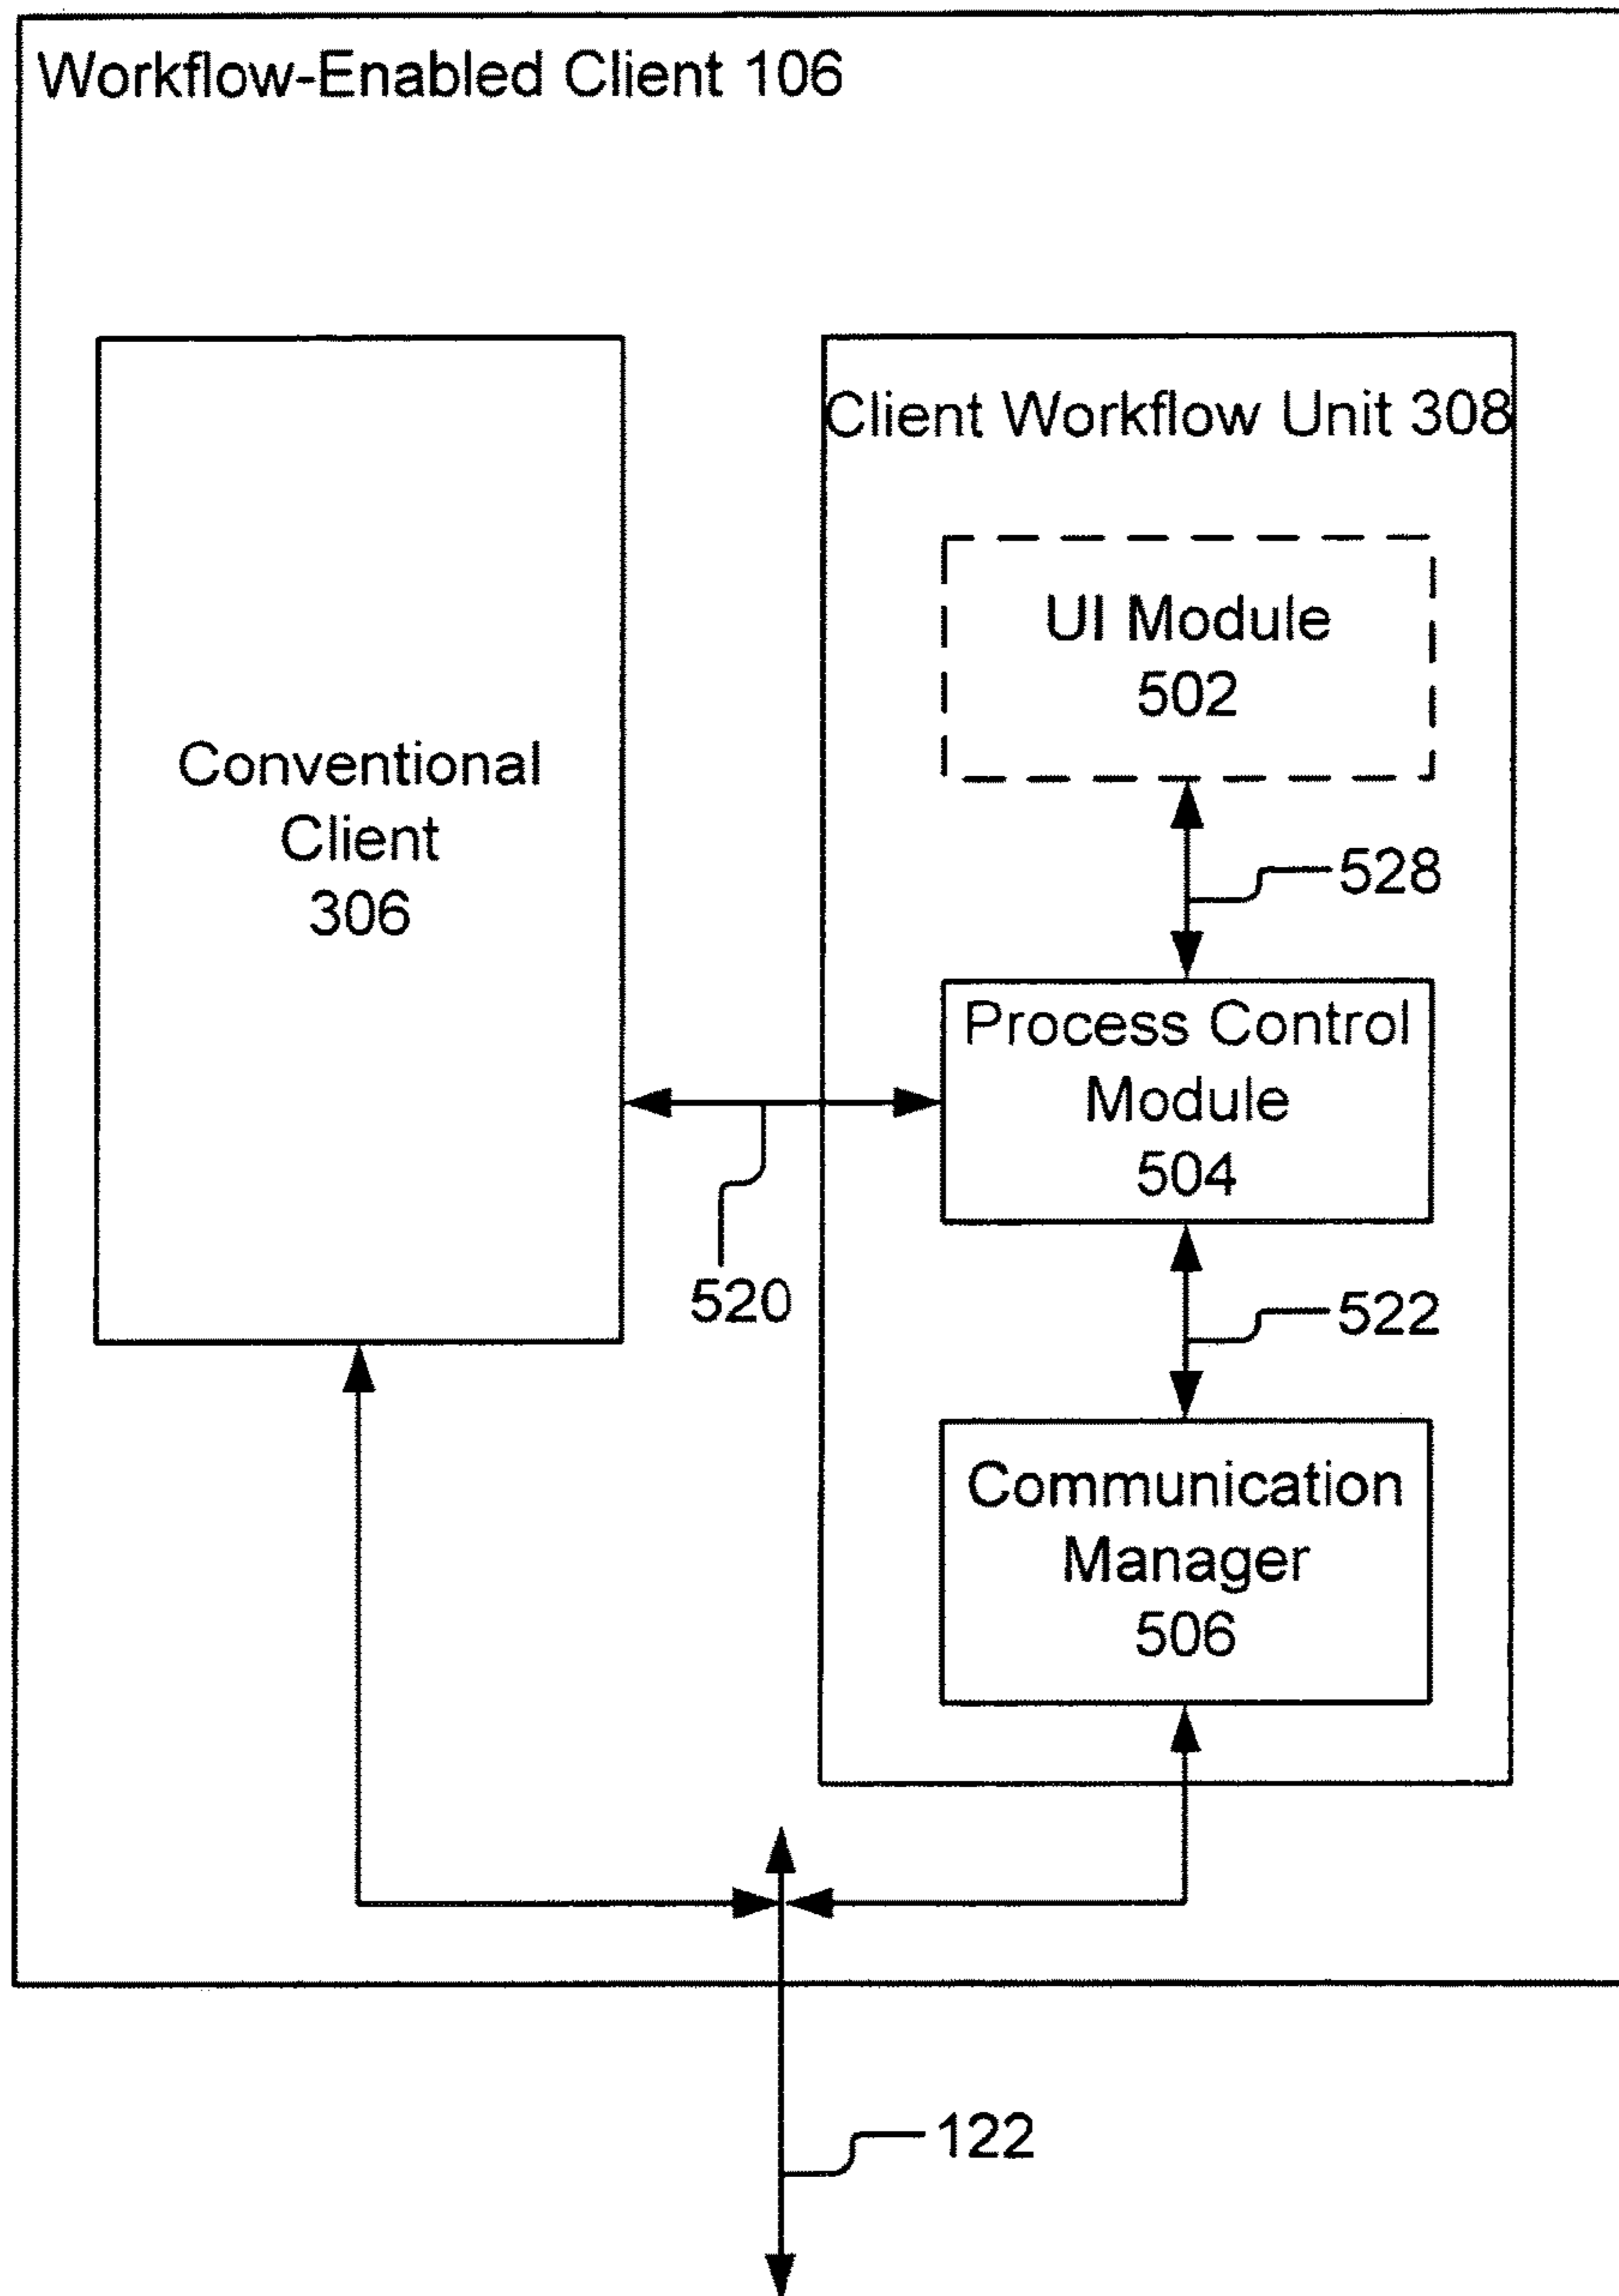 Workflow-Enabled Client 106
Client Workflow Unit 308
UI Module
502
Conventional
Client
306
528
Process Control
Module
504
520
522
Communication
Manager
506
122